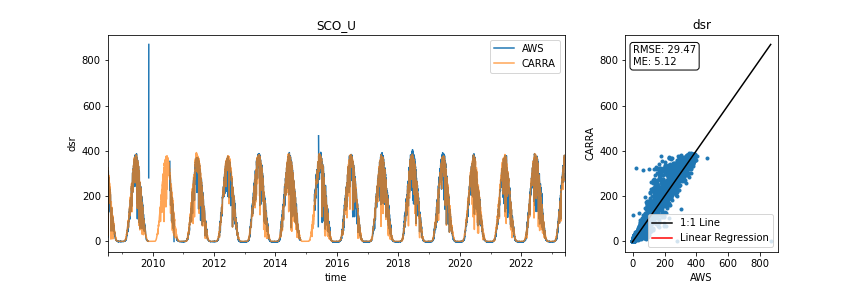 SCO_U
dsr
800
600
400
200
0
2010
2012
2014
2016
2018
2020
2022
time
AWS
CARRA
dsr
CARRA
800
600
400
200
0
0
200
400
600
800
AWS
RMSE: 29.47
ME: 5.12
1:1 Line
Linear Regression